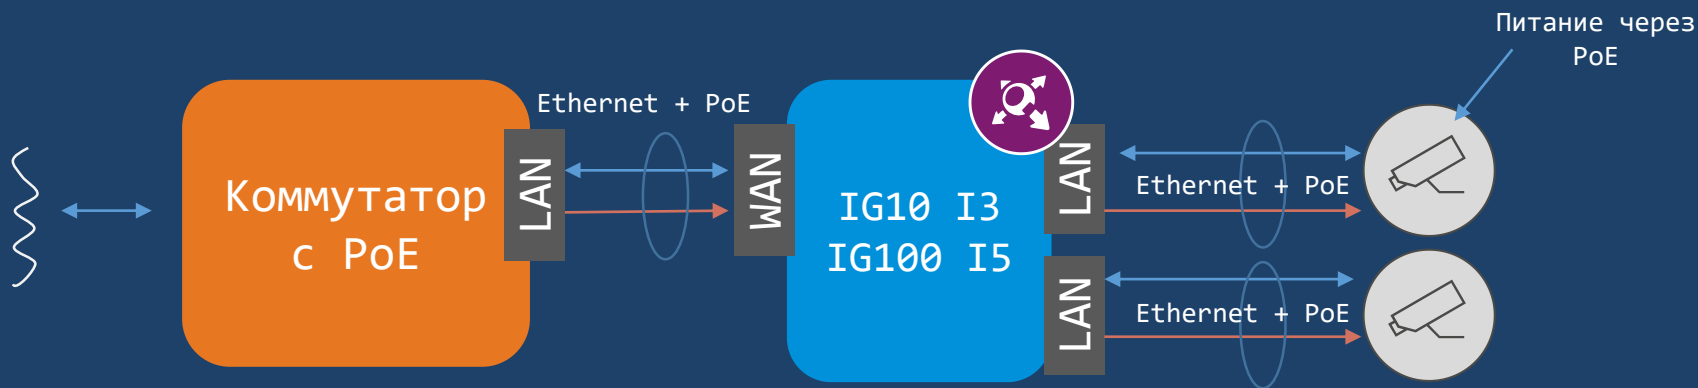 Питание через
PoE
Ethernet + PoE
Коммутатор
с PoE
LAN
WAN
IG10 I3
IG100 I5
LAN
Ethernet + PoE
LAN
Ethernet + PoE